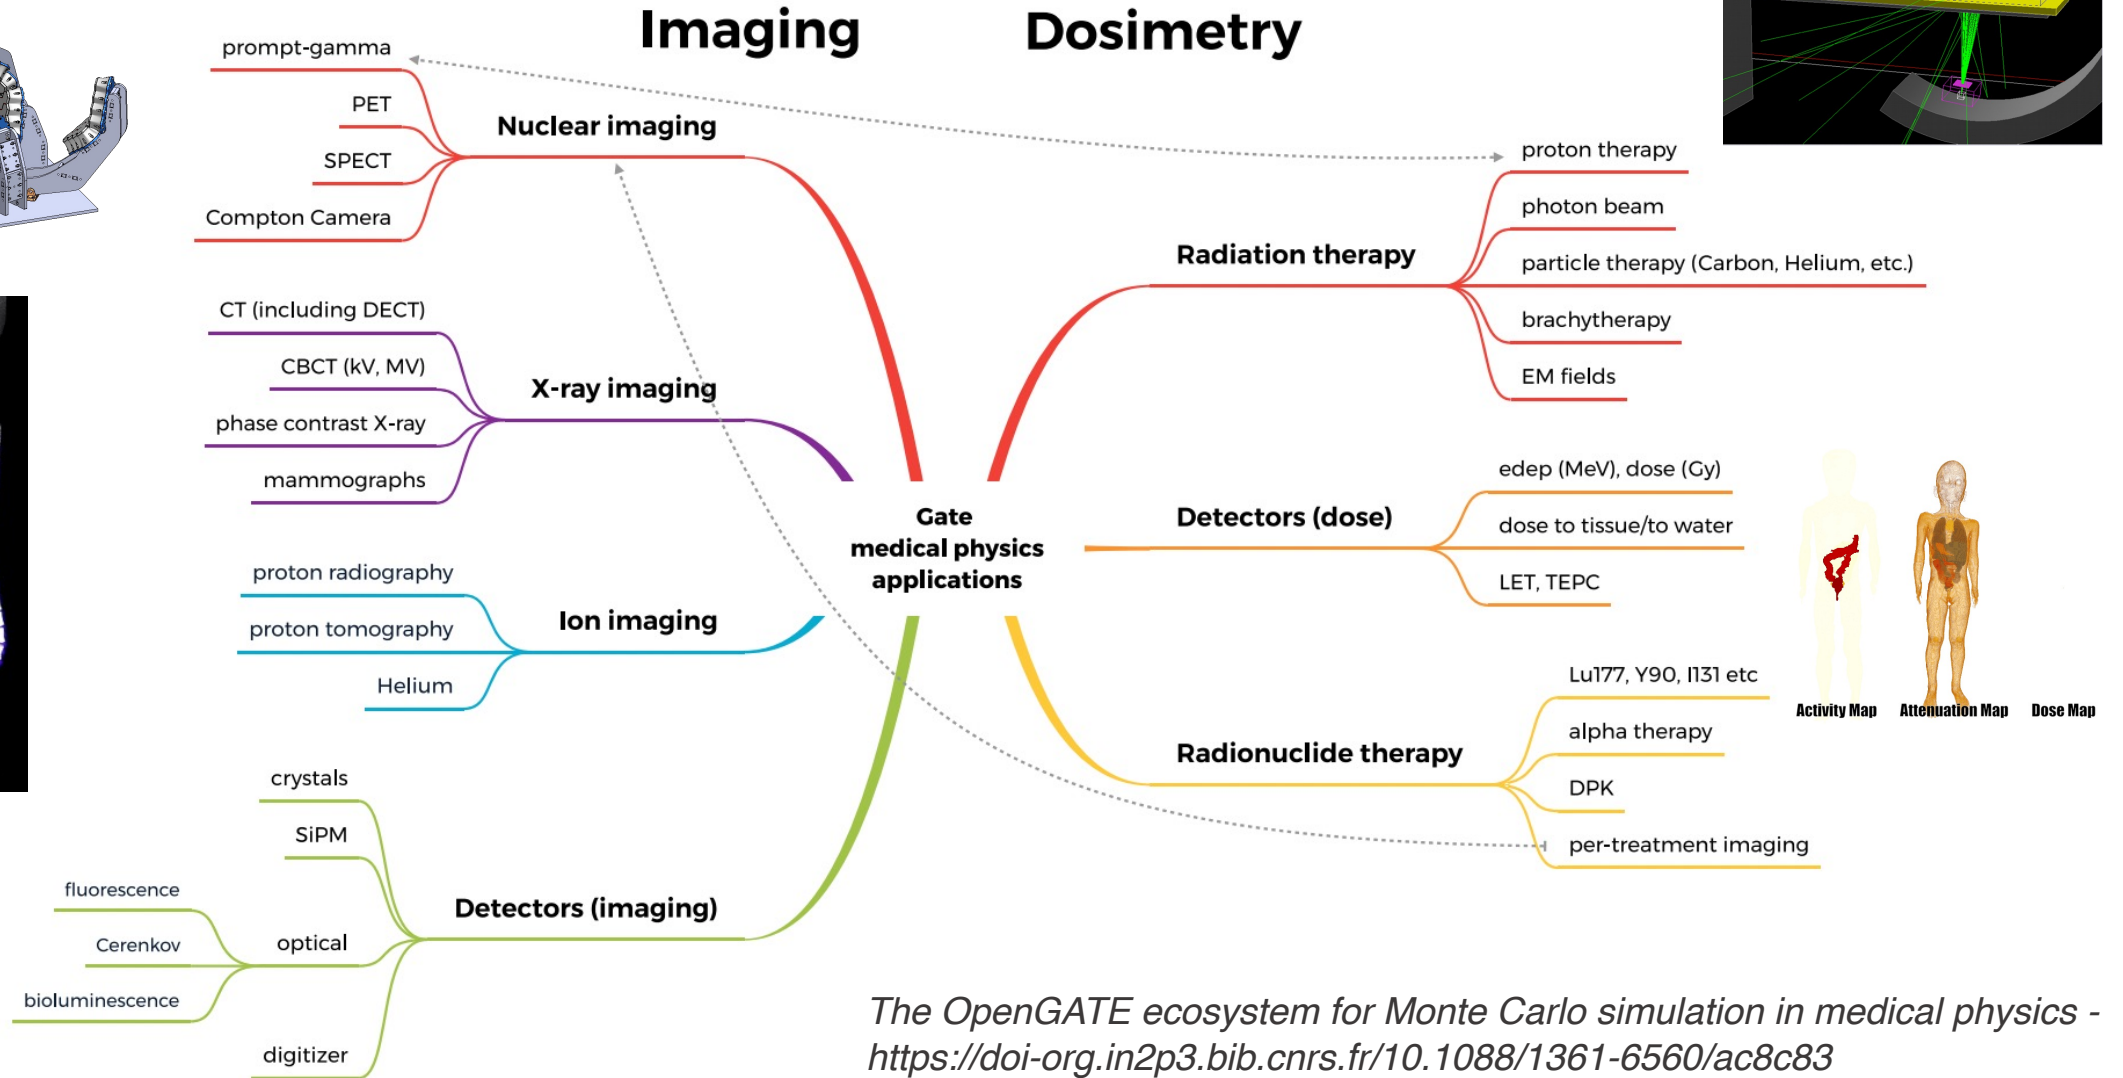 Imaging
Dosimetry
prompt-gamma
PET
SPECT
Compton Camera
Nuclear imaging
CT (including DECT)
CBCT (kV, MV)
phase contrast X-ray
mammographs
X-ray imaging
proton radiography
proton tomography
Helium
Ion imaging
crystals
SiPM
fluorescence
Cerenkov
bioluminescence
optical
digitizer
Detectors (imaging)
Gate
medical physics
applications
Radiation therapy
proton therapy
photon beam
particle therapy (Carbon, Helium, etc.)
brachytherapy
EM fields
Detectors (dose)
edep (MeV), dose (Gy)
dose to tissue/to water
LET, TEPC
Radionuclide therapy
Lu177, Y90, I131 etc
alpha therapy
DPK
per-treatment imaging
Activity Map
Attenuation Map
Dose Map
The OpenGATE ecosystem for Monte Carlo simulation in medical physics -
https://doi-org.in2p3.bib.cnrs.fr/10.1088/1361-6560/ac8c83